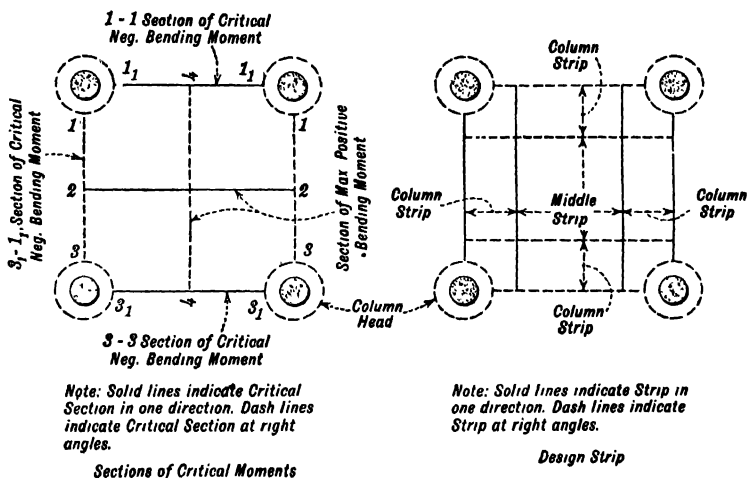 1 - 1 Section of Critical
Neg. Bending Moment
1₁
4
1₁
1
1
3₁ - 1₁, Section of Critical
Neg. Bending Moment
2
2
Section of Max Positive
Bending Moment
3
3
3₁
4
3₁
3 - 3 Section of Critical
Neg. Bending Moment
Column
Head
Note: Solid lines indicate Critical
Section in one direction. Dash lines
indicate Critical Section at right
angles.
Sections of Critical Moments
Column
Strip
Column
Strip
Middle
Strip
Column
Strip
Column
Strip
Note: Solid lines indicate Strip in
one direction. Dash lines indicate
Strip at right angles.
Design Strip